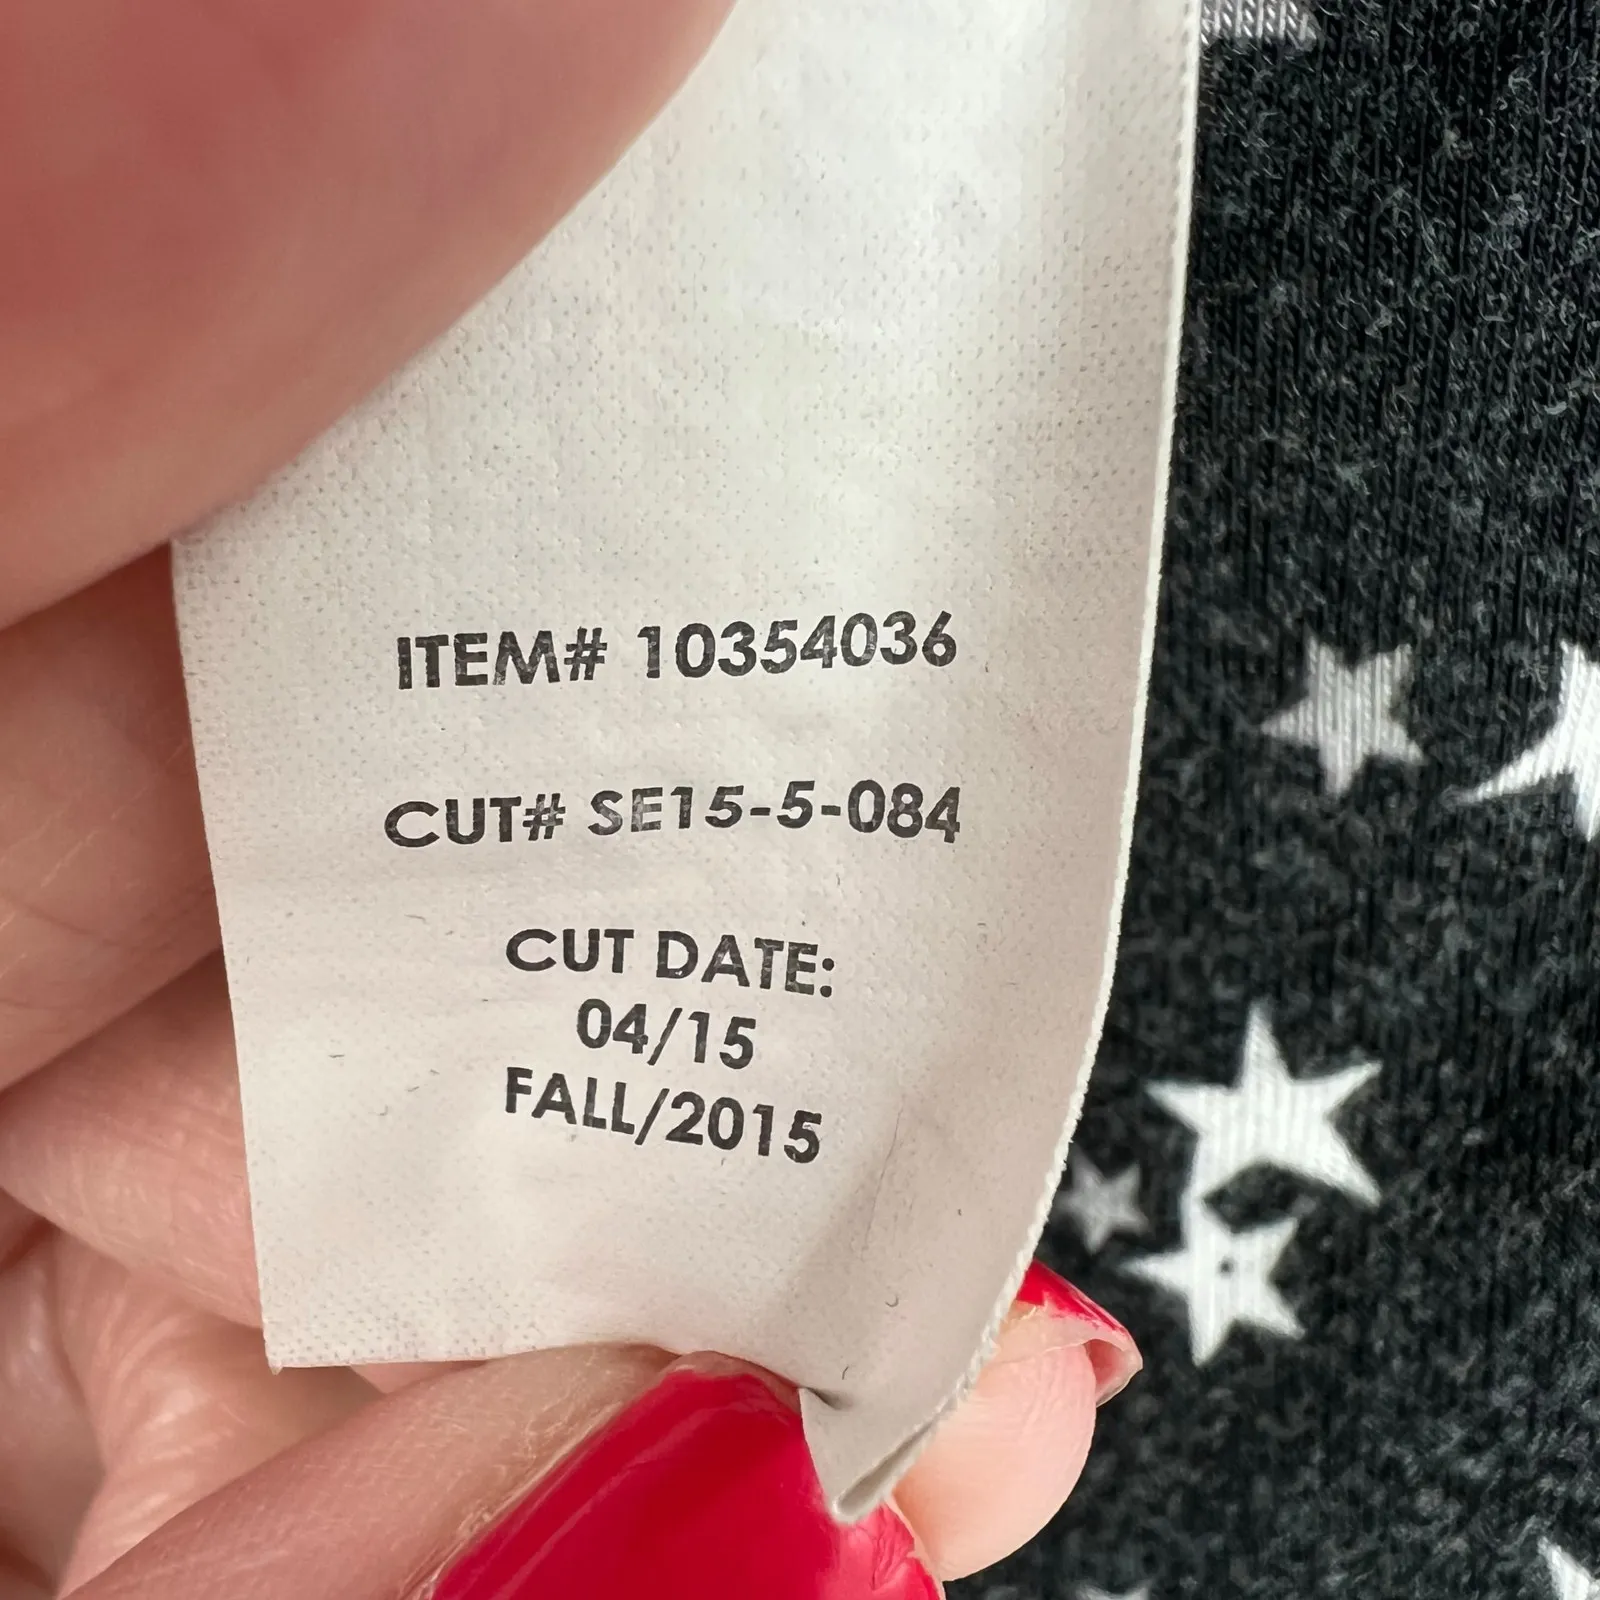 ITEM# 10354036
CUT# SE15-5-084
CUT DATE:
04/15
FALL/2015